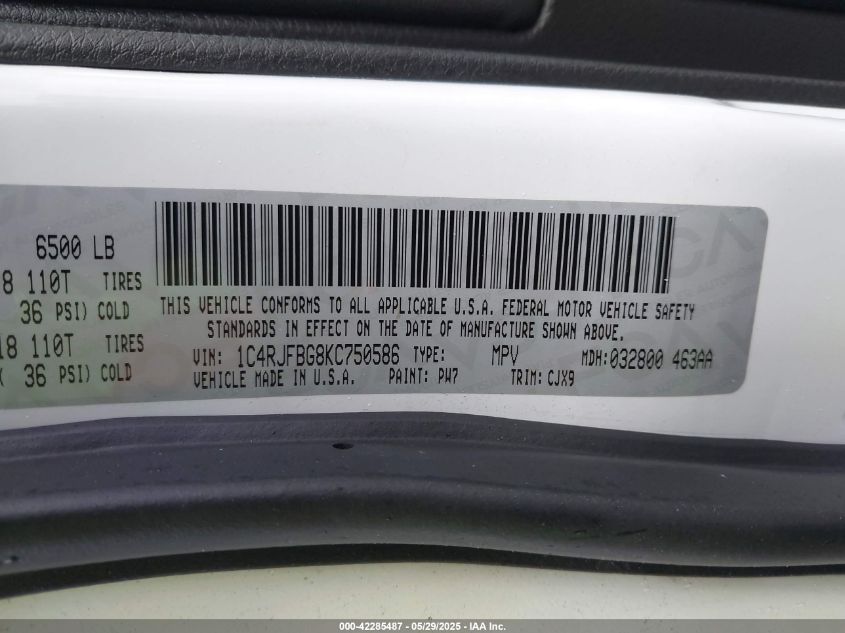 6500 LB
8 110T TIRES
36 PSI) COLD
18 110T TIRES
( 36 PSI) COLD
THIS VEHICLE CONFORMS TO ALL APPLICABLE U.S.A. FEDERAL MOTOR VEHICLE SAFETY
STANDARDS IN EFFECT ON THE DATE OF MANUFACTURE SHOWN ABOVE.
VIN: 1C4RJFBG8KC750586 TYPE: MPV MDH:032800 463AA
VEHICLE MADE IN U.S.A. PAINT: PW7 TRIM: CJX9
000-42285487 - 05/29/2025 - IAA Inc.